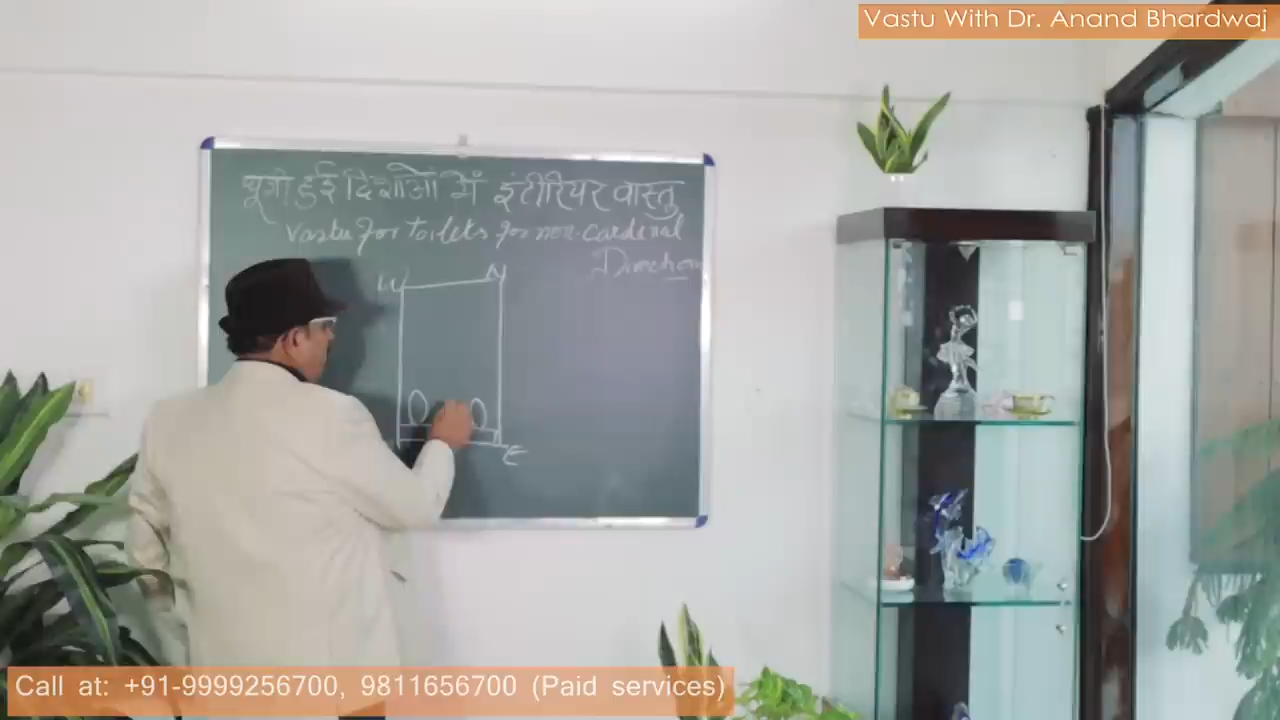 Vastu With Dr. Anand Bhardwaj
घूमी हुई दिशाओं में इंटीरियर वास्तु
Vastu for toilets for non-cardinal
Direction
W N
E
Call at: +91-9999256700, 9811656700 (Paid services)